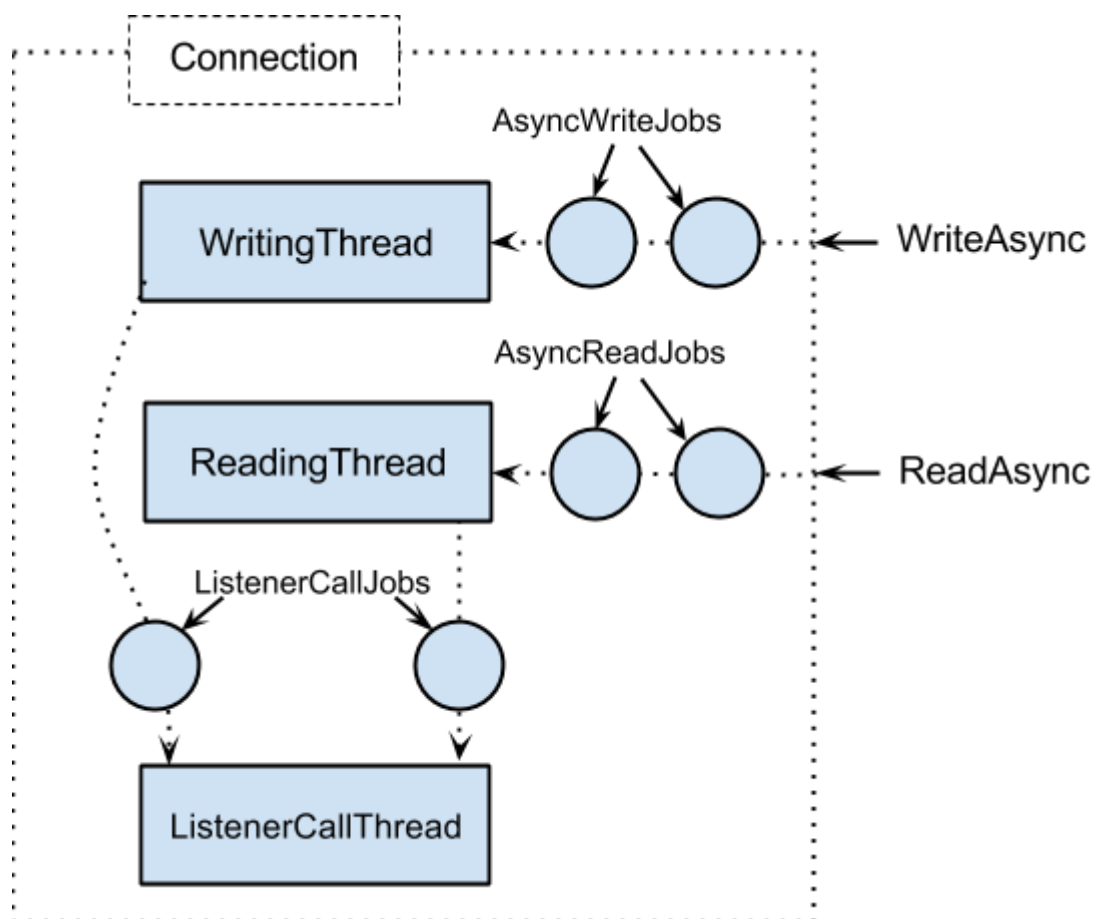 Connection
AsyncWriteJobs
WritingThread
WriteAsync
AsyncReadJobs
ReadingThread
ReadAsync
ListenerCallJobs
ListenerCallThread